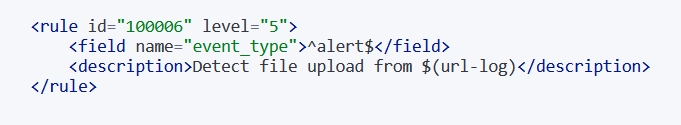 <rule id="100006" level="5">
    <field name="event_type">^alert$</field>
    <description>Detect file upload from $(url-log)</description>
</rule>